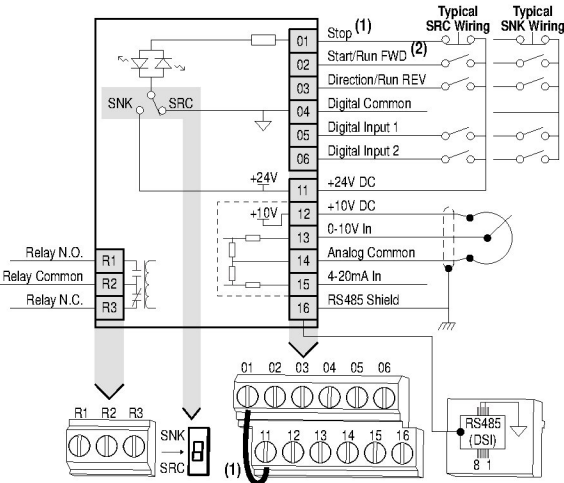 Typical
SRC Wiring
Typical
SNK Wiring
01 Stop (1)
02 Start/Run FWD (2)
03 Direction/Run REV
SNK SRC
04 Digital Common
05 Digital Input 1
06 Digital Input 2
+24V
11 +24V DC
12 +10V DC
+10V
13 0-10V In
14 Analog Common
15 4-20mA In
16 RS485 Shield
Relay N.O. R1
Relay Common R2
Relay N.C. R3
01 02 03 04 05 06
R1 R2 R3
SNK
SRC
(1)
11 12 13 14 15 16
RS485
(DSI)
8 1